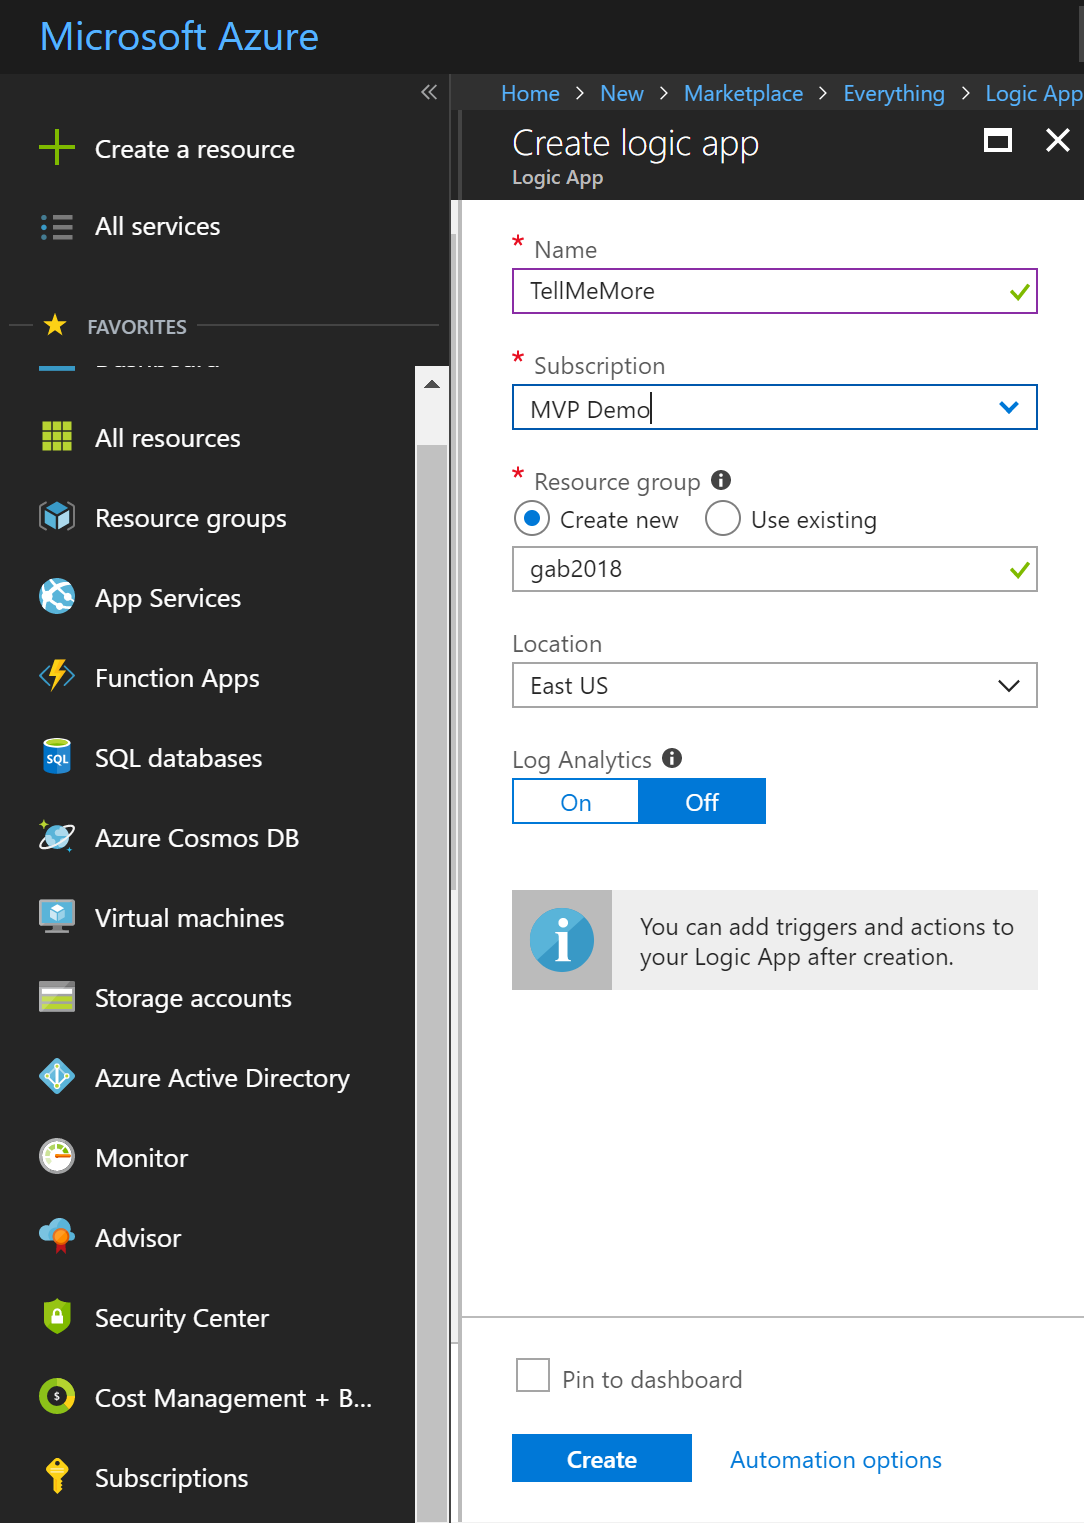 Microsoft Azure
Home > New > Marketplace > Everything > Logic App
Create a resource
All services
FAVORITES
All resources
Resource groups
App Services
Function Apps
SQL
SQL databases
Azure Cosmos DB
Virtual machines
Storage accounts
Azure Active Directory
Monitor
Advisor
Security Center
$
Cost Management + B...
Subscriptions
Create logic app
Logic App
* Name
TellMeMore
* Subscription
MVP Demo
* Resource group
Create new Use existing
gab2018
Location
East US
Log Analytics
On Off
You can add triggers and actions to
your Logic App after creation.
Pin to dashboard
Create Automation options